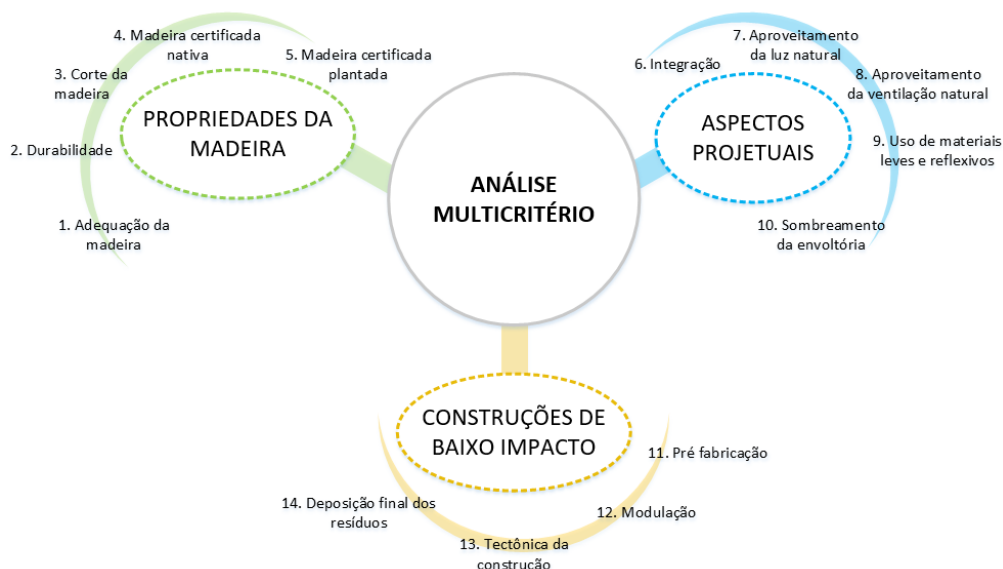 4. Madeira certificada
nativa
5. Madeira certificada
plantada
3. Corte da
madeira
PROPRIEDADES DA
MADEIRA
2. Durabilidade
1. Adequação da
madeira
ANÁLISE
MULTICRITÉRIO
7. Aproveitamento
da luz natural
6. Integração
8. Aproveitamento
da ventilação natural
ASPECTOS
PROJETUAIS
9. Uso de materiais
leves e reflexivos
10. Sombreamento
da envoltória
CONSTRUÇÕES DE
BAIXO IMPACTO
11. Pré fabricação
12. Modulação
13. Tectônica da
construção
14. Deposição final dos
resíduos